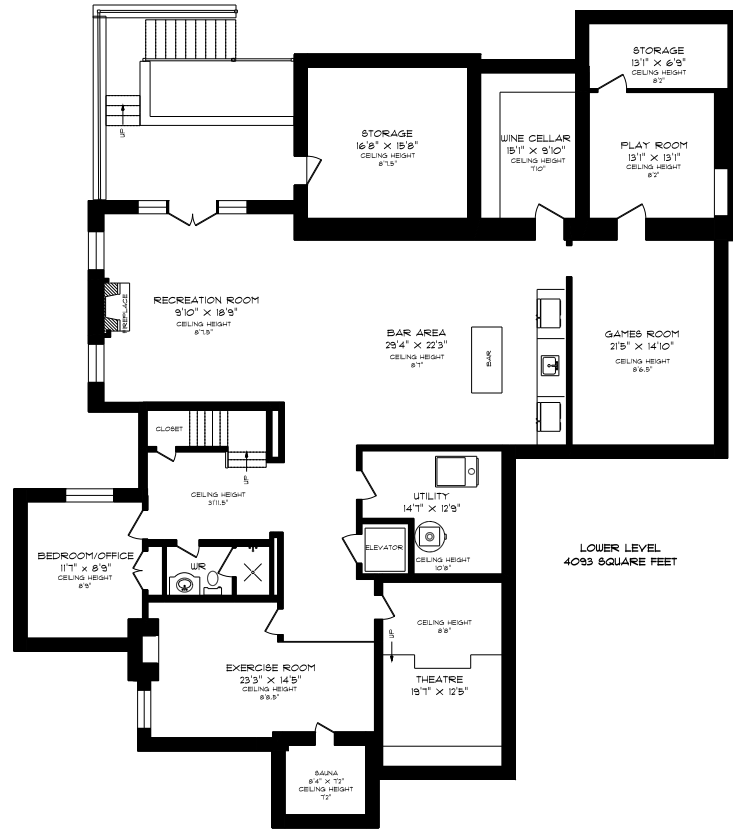 STORAGE
13'1" X 6'9"
CEILING HEIGHT
8'2"
UP
STORAGE
16'8" X 15'8"
CEILING HEIGHT
8'7.5"
WINE CELLAR
15'1" X 9'10"
CEILING HEIGHT
7'10"
PLAY ROOM
13'1" X 13'1"
CEILING HEIGHT
8'2"
FIREPLACE
RECREATION ROOM
9'10" X 18'9"
CEILING HEIGHT
8'7.5"
BAR AREA
29'4" X 22'3"
CEILING HEIGHT
8'7"
BAR
GAMES ROOM
21'5" X 14'10"
CEILING HEIGHT
8'6.5"
CLOSET
UP
CEILING HEIGHT
UTILITY
14'7" X 12'9"
CEILING HEIGHT
10'8"
ELEVATOR
BEDROOM/OFFICE
11'7" X 8'9"
CEILING HEIGHT
8'9"
WR
LOWER LEVEL
4093 SQUARE FEET
CEILING HEIGHT
8'8"
UP
THEATRE
19'7" X 12'5"
EXERCISE ROOM
23'3" X 14'5"
CEILING HEIGHT
8'8.5"
SAUNA
8'4" X 7'2"
CEILING HEIGHT
7'2"